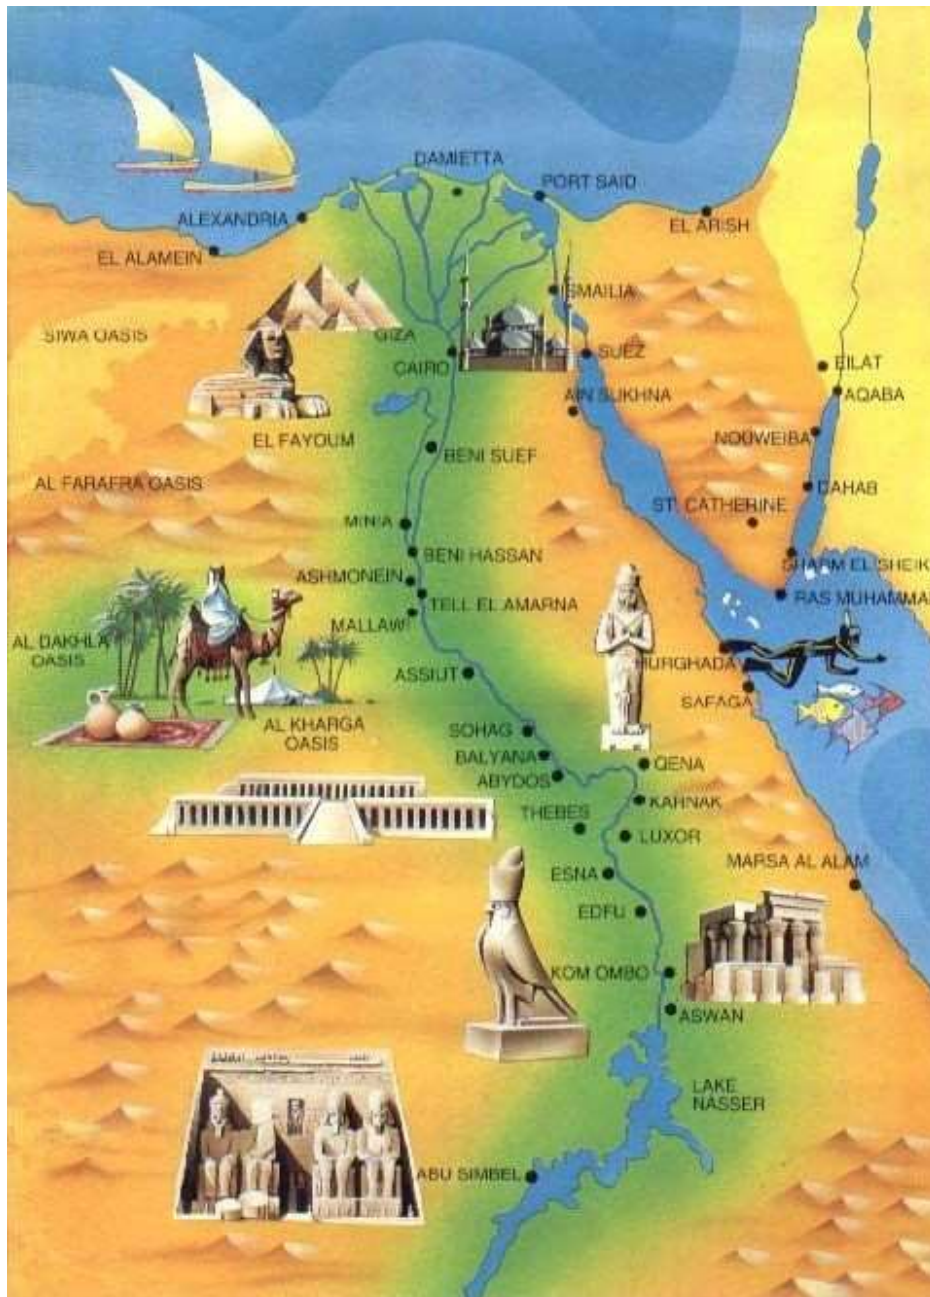 DAMIETTA
PORT SAID
ALEXANDRIA
EL ARISH
EL ALAMEIN
ISMAILIA
SIWA OASIS
GIZA
CAIRO
SUEZ
EILAT
AIN SUKHNA
AQABA
EL FAYOUM
NOUWEIBA
BENI SUEF
AL FARAFRA OASIS
DAHAB
ST. CATHERINE
MINIA
BENI HASSAN
SHARM EL SHEIK
ASHMONEIN
TELL EL AMARNA
RAS MUHAMMAD
MALLAWI
AL DAKHLA
OASIS
HURGHADA
ASSIUT
SAFAGA
AL KHARGA
OASIS
SOHAG
BALYANA
QENA
ABYDOS
KARNAK
THEBES
LUXOR
MARSA AL ALAM
ESNA
EDFU
KOM OMBO
ASWAN
LAKE
NASSER
ABU SIMBEL